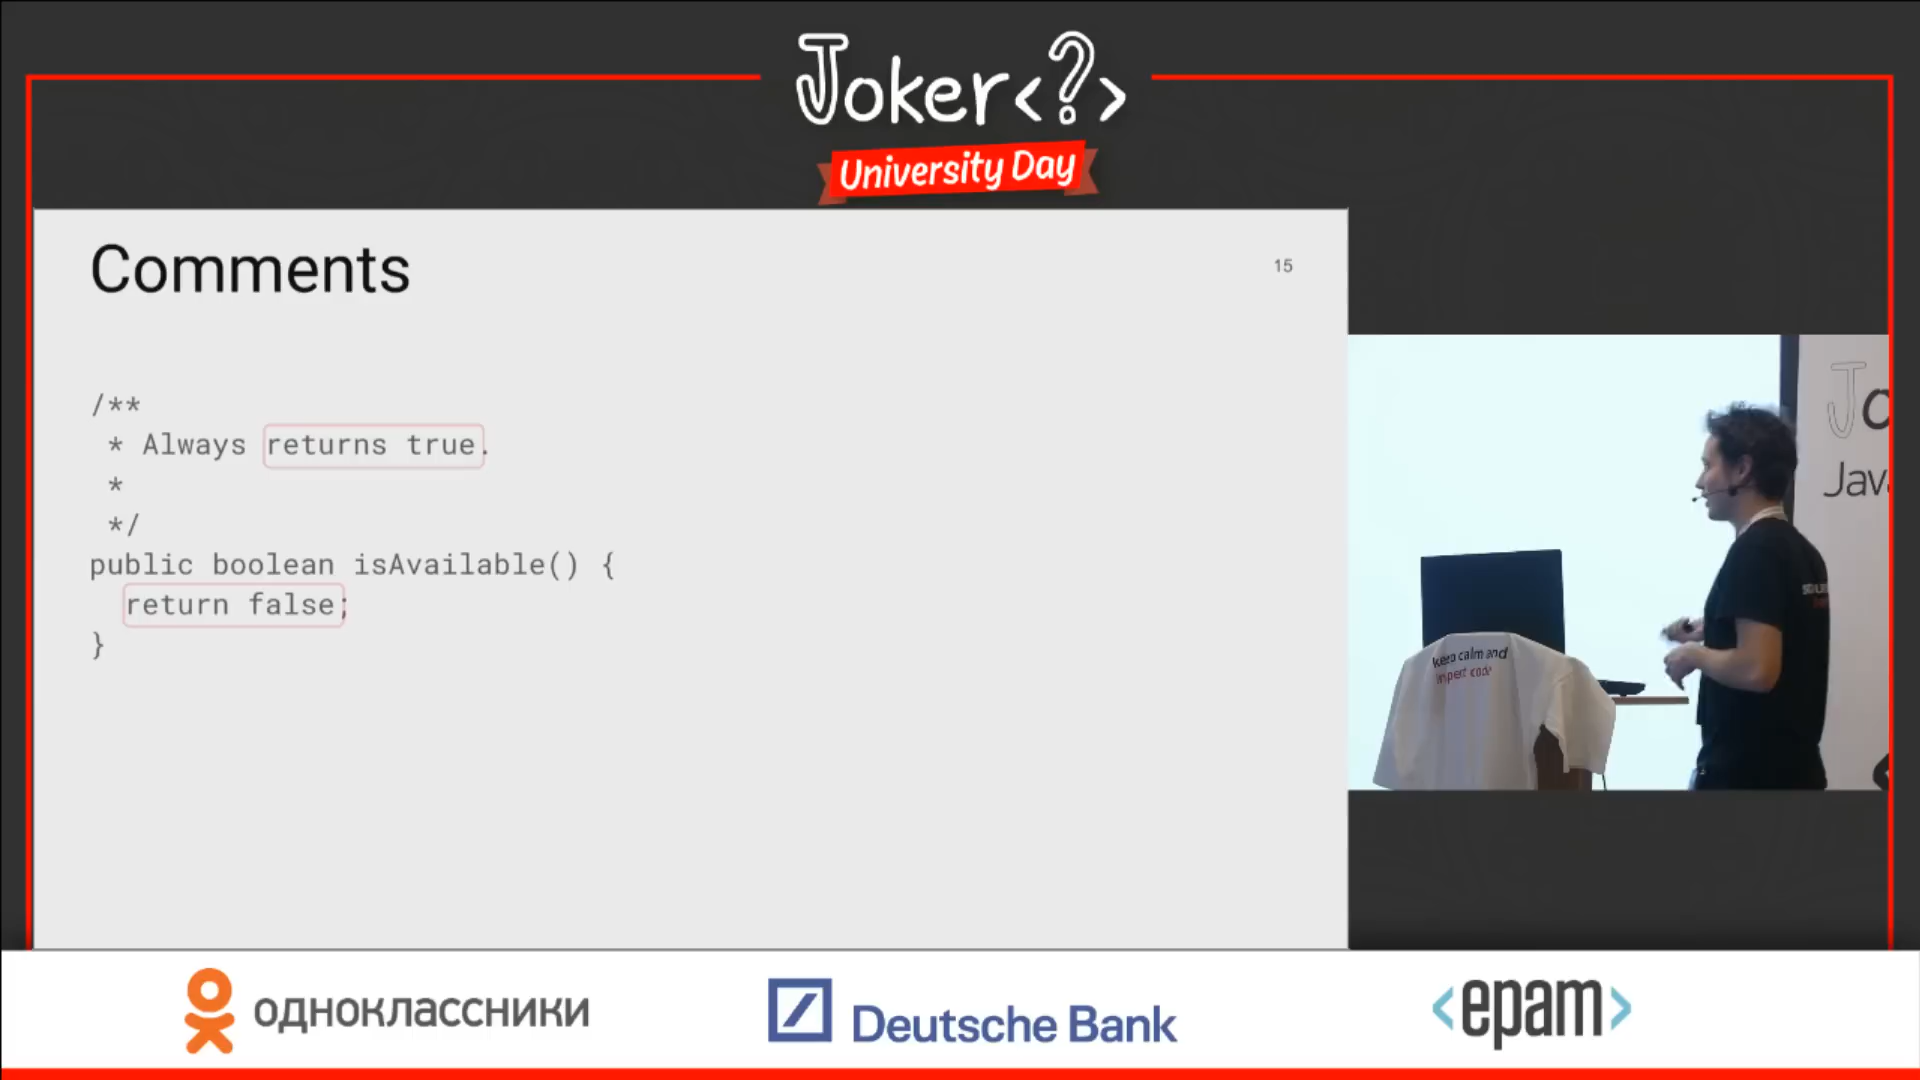 Joker<?>
University Day
Comments
15
/**
* Always returns true.
*
*/
public boolean isAvailable() {
return false;
}
Jav
keep calm and
одноклассники
Deutsche Bank
<epam>